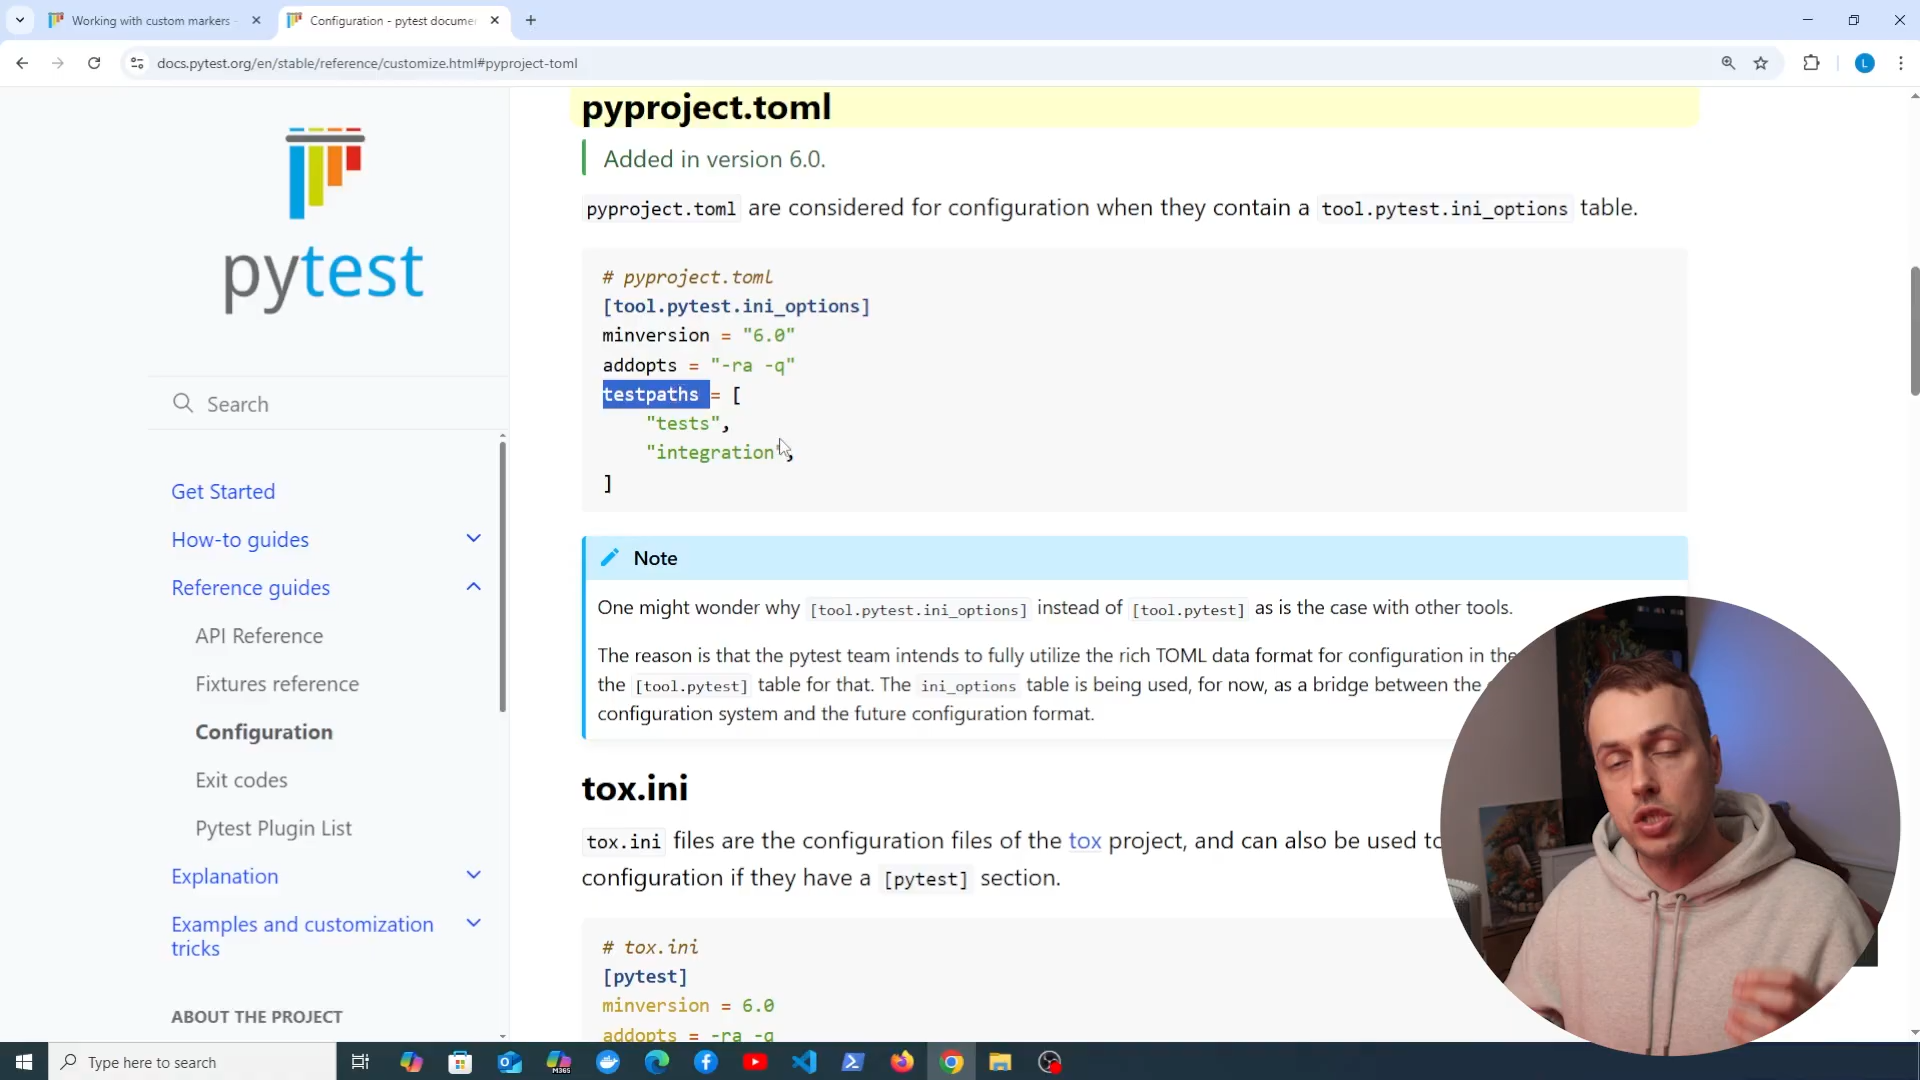 Working with custom markers
Configuration - pytest docume
docs.pytest.org/en/stable/reference/customize.html#pyproject-toml
L
pytest
Search
Get Started
How-to guides
Reference guides
API Reference
Fixtures reference
Configuration
Exit codes
Pytest Plugin List
Explanation
Examples and customization
tricks
ABOUT THE PROJECT
pyproject.toml
Added in version 6.0.
pyproject.toml are considered for configuration when they contain a tool.pytest.ini_options table.
# pyproject.toml
[tool.pytest.ini_options]
minversion = "6.0"
addopts = "-ra -q"
testpaths = [
"tests",
"integration",
]
Note
One might wonder why [tool.pytest.ini_options] instead of [tool.pytest] as is the case with other tools.
The reason is that the pytest team intends to fully utilize the rich TOML data format for configuration in the
the [tool.pytest] table for that. The ini_options table is being used, for now, as a bridge between the
configuration system and the future configuration format.
tox.ini
tox.ini files are the configuration files of the tox project, and can also be used to
configuration if they have a [pytest] section.
# tox.ini
[pytest]
minversion = 6.0
addopts = -ra -q
Type here to search
M365